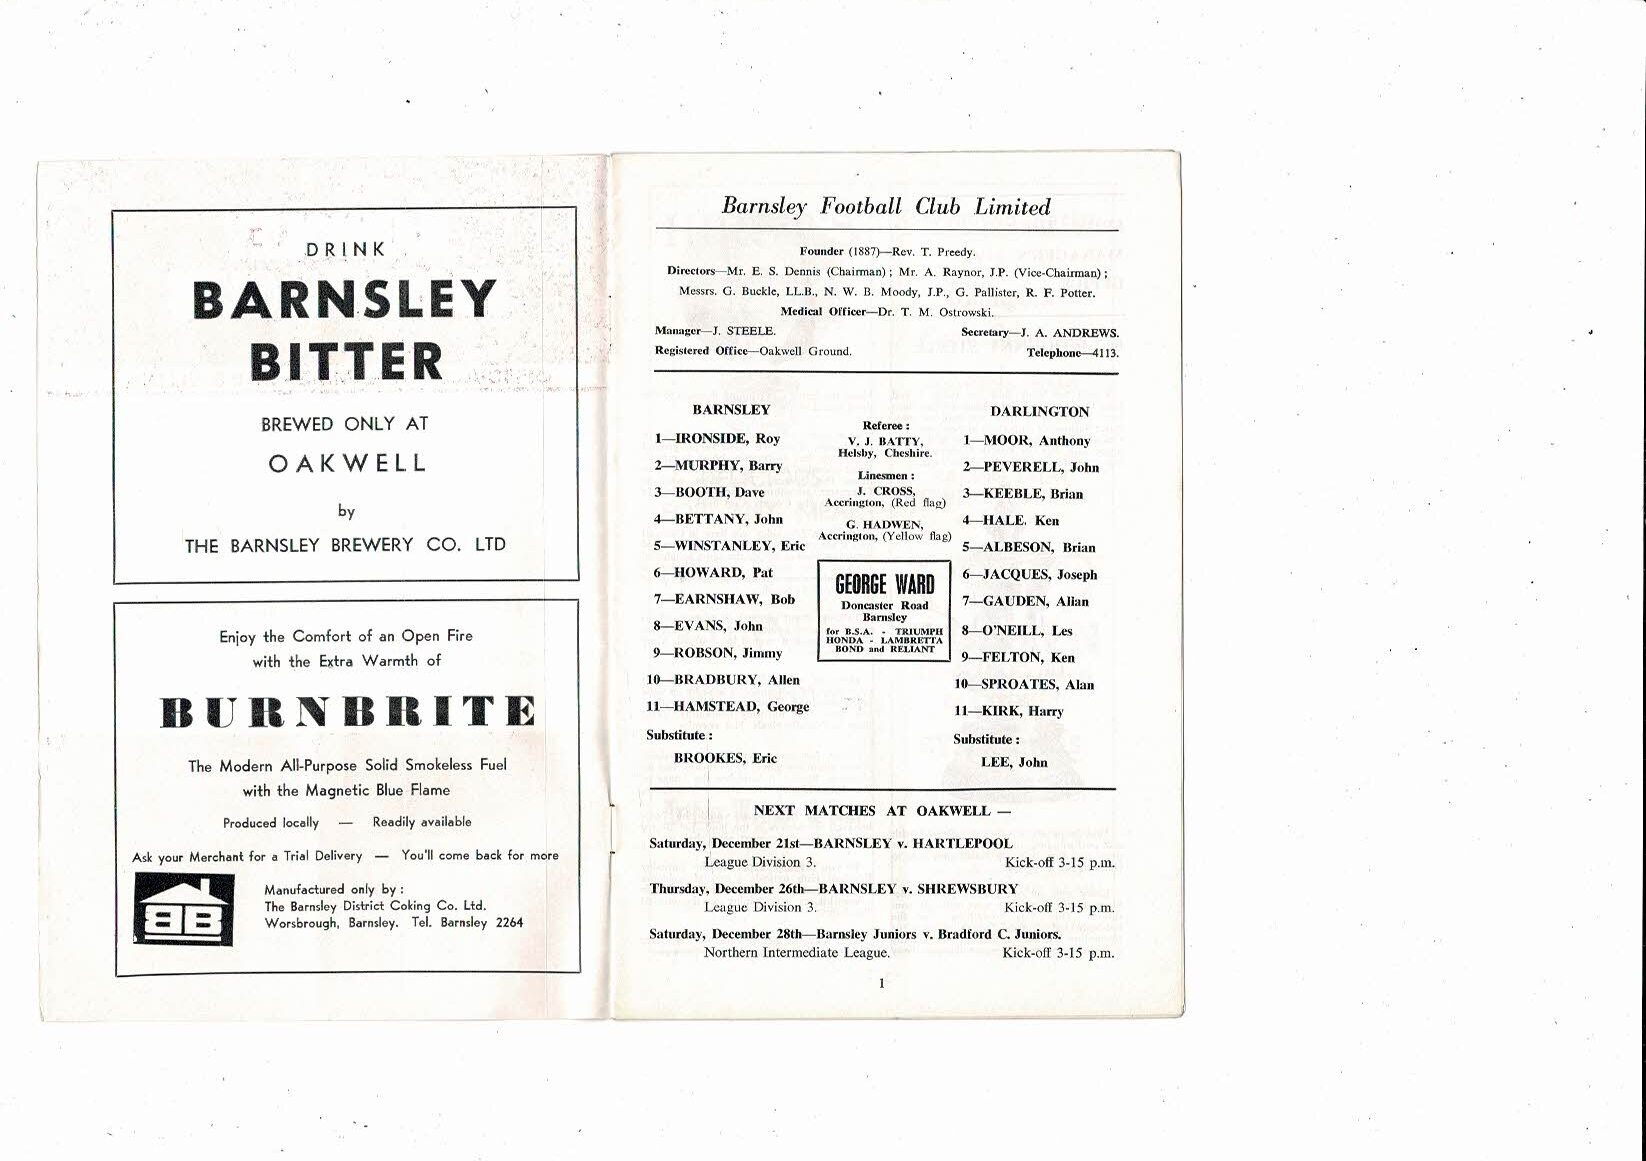 DRINK
BARNSLEY
BITTER
BREWED ONLY AT
OAKWELL
by
THE BARNSLEY BREWERY CO. LTD
Enjoy the Comfort of an Open Fire
with the Extra Warmth of
BURNBRITE
The Modern All-Purpose Solid Smokeless Fuel
with the Magnetic Blue Flame
Produced locally — Readily available
Ask your Merchant for a Trial Delivery — You'll come back for more
BB
Manufactured only by :
The Barnsley District Coking Co. Ltd.
Worsbrough, Barnsley. Tel. Barnsley 2264
Barnsley Football Club Limited
Founder (1887)—Rev. T. Preedy.
Directors—Mr. E. S. Dennis (Chairman) ; Mr. A. Raynor, J.P. (Vice-Chairman) ;
Messrs. G. Buckle, LL.B., N. W. B. Moody, J.P., G. Pallister, R. F. Potter.
Medical Officer—Dr. T. M. Ostrowski.
Manager—J. STEELE. Secretary—J. A. ANDREWS.
Registered Office—Oakwell Ground. Telephone—4113.
BARNSLEY
1—IRONSIDE, Roy
2—MURPHY, Barry
3—BOOTH, Dave
4—BETTANY, John
5—WINSTANLEY, Eric
6—HOWARD, Pat
7—EARNSHAW, Bob
8—EVANS, John
9—ROBSON, Jimmy
10—BRADBURY, Allen
11—HAMSTEAD, George
Substitute :
BROOKES, Eric
Referee :
V. J. BATTY,
Helsby, Cheshire.
Linesmen :
J. CROSS,
Accrington, (Red flag)
G. HADWEN,
Accrington, (Yellow flag)
GEORGE WARD
Doncaster Road
Barnsley
for B.S.A. - TRIUMPH
HONDA - LAMBRETTA
BOND and RELIANT
DARLINGTON
1—MOOR, Anthony
2—PEVERELL, John
3—KEEBLE, Brian
4—HALE. Ken
5—ALBESON, Brian
6—JACQUES, Joseph
7—GAUDEN, Allan
8—O'NEILL, Les
9—FELTON, Ken
10—SPROATES, Alan
11—KIRK, Harry
Substitute :
LEE, John
NEXT MATCHES AT OAKWELL —
Saturday, December 21st—BARNSLEY v. HARTLEPOOL
League Division 3. Kick-off 3-15 p.m.
Thursday, December 26th—BARNSLEY v. SHREWSBURY
League Division 3. Kick-off 3-15 p.m.
Saturday, December 28th—Barnsley Juniors v. Bradford C. Juniors.
Northern Intermediate League. Kick-off 3-15 p.m.
1